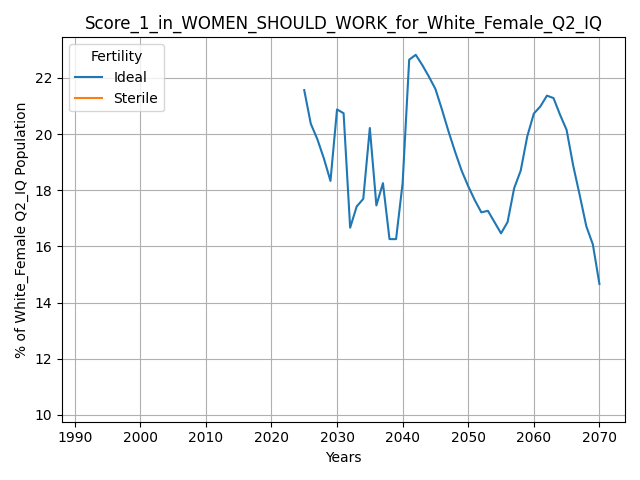 Score_1_in_WOMEN_SHOULD_WORK_for_White_Female_Q2_IQ
Fertility
Ideal
Sterile
% of White_Female Q2_IQ Population
22
20
18
16
14
12
10
1990 2000 2010 2020 2030 2040 2050 2060 2070
Years